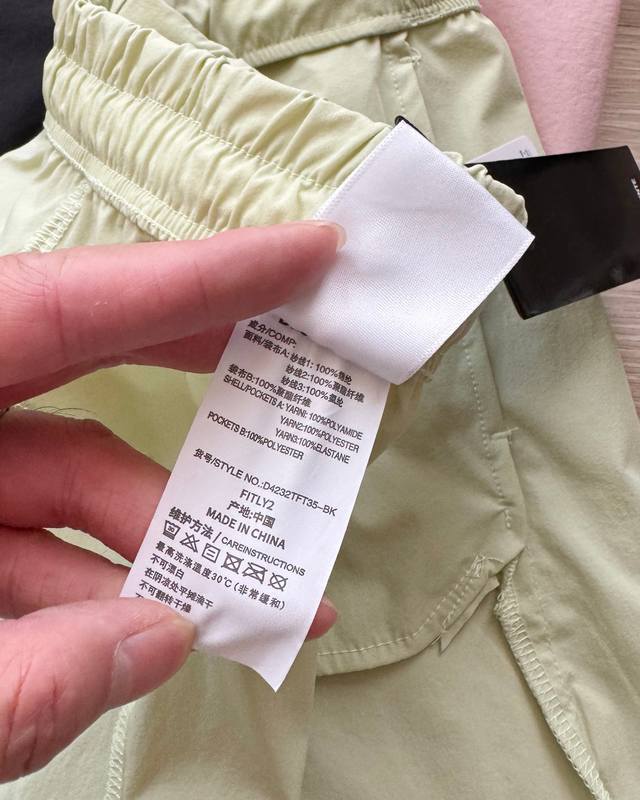 成分/COMP:
面料/袋布A: 纱线1: 100%锦纶
纱线2:100%聚酯纤维
纱线3:100%氨纶
袋布B:100%聚酯纤维
SHELL/POCKETS A: YARN1: 100%POLYAMIDE
YARN2:100%POLYESTER
YARN3:100%ELASTANE
POCKETS B:100%POLYESTER
货号/STYLE NO.:D4232TFT35-BK
FITLY2
产地:中国
MADE IN CHINA
维护方法 / CAREINSTRUCTIONS
最高洗涤温度30℃(非常缓和)
不可漂白
在阴凉处平摊滴干
不可翻转干燥